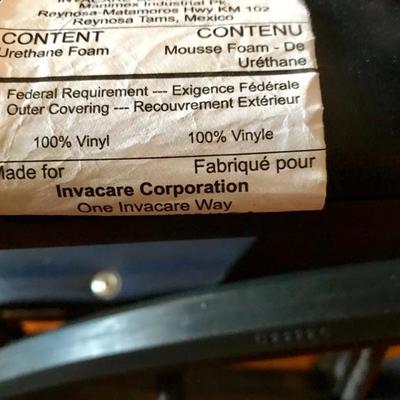 Manimex Industrial Pk.
Reynosa-Matamoros Hwy KM 102
Reynosa Tams, Mexico
CONTENT CONTENU
Urethane Foam Mousse Foam - De
Uréthane
Federal Requirement --- Exigence Fédérale
Outer Covering --- Recouvrement Extérieur
100% Vinyl 100% Vinyle
Made for Fabriqué pour
Invacare Corporation
One Invacare Way